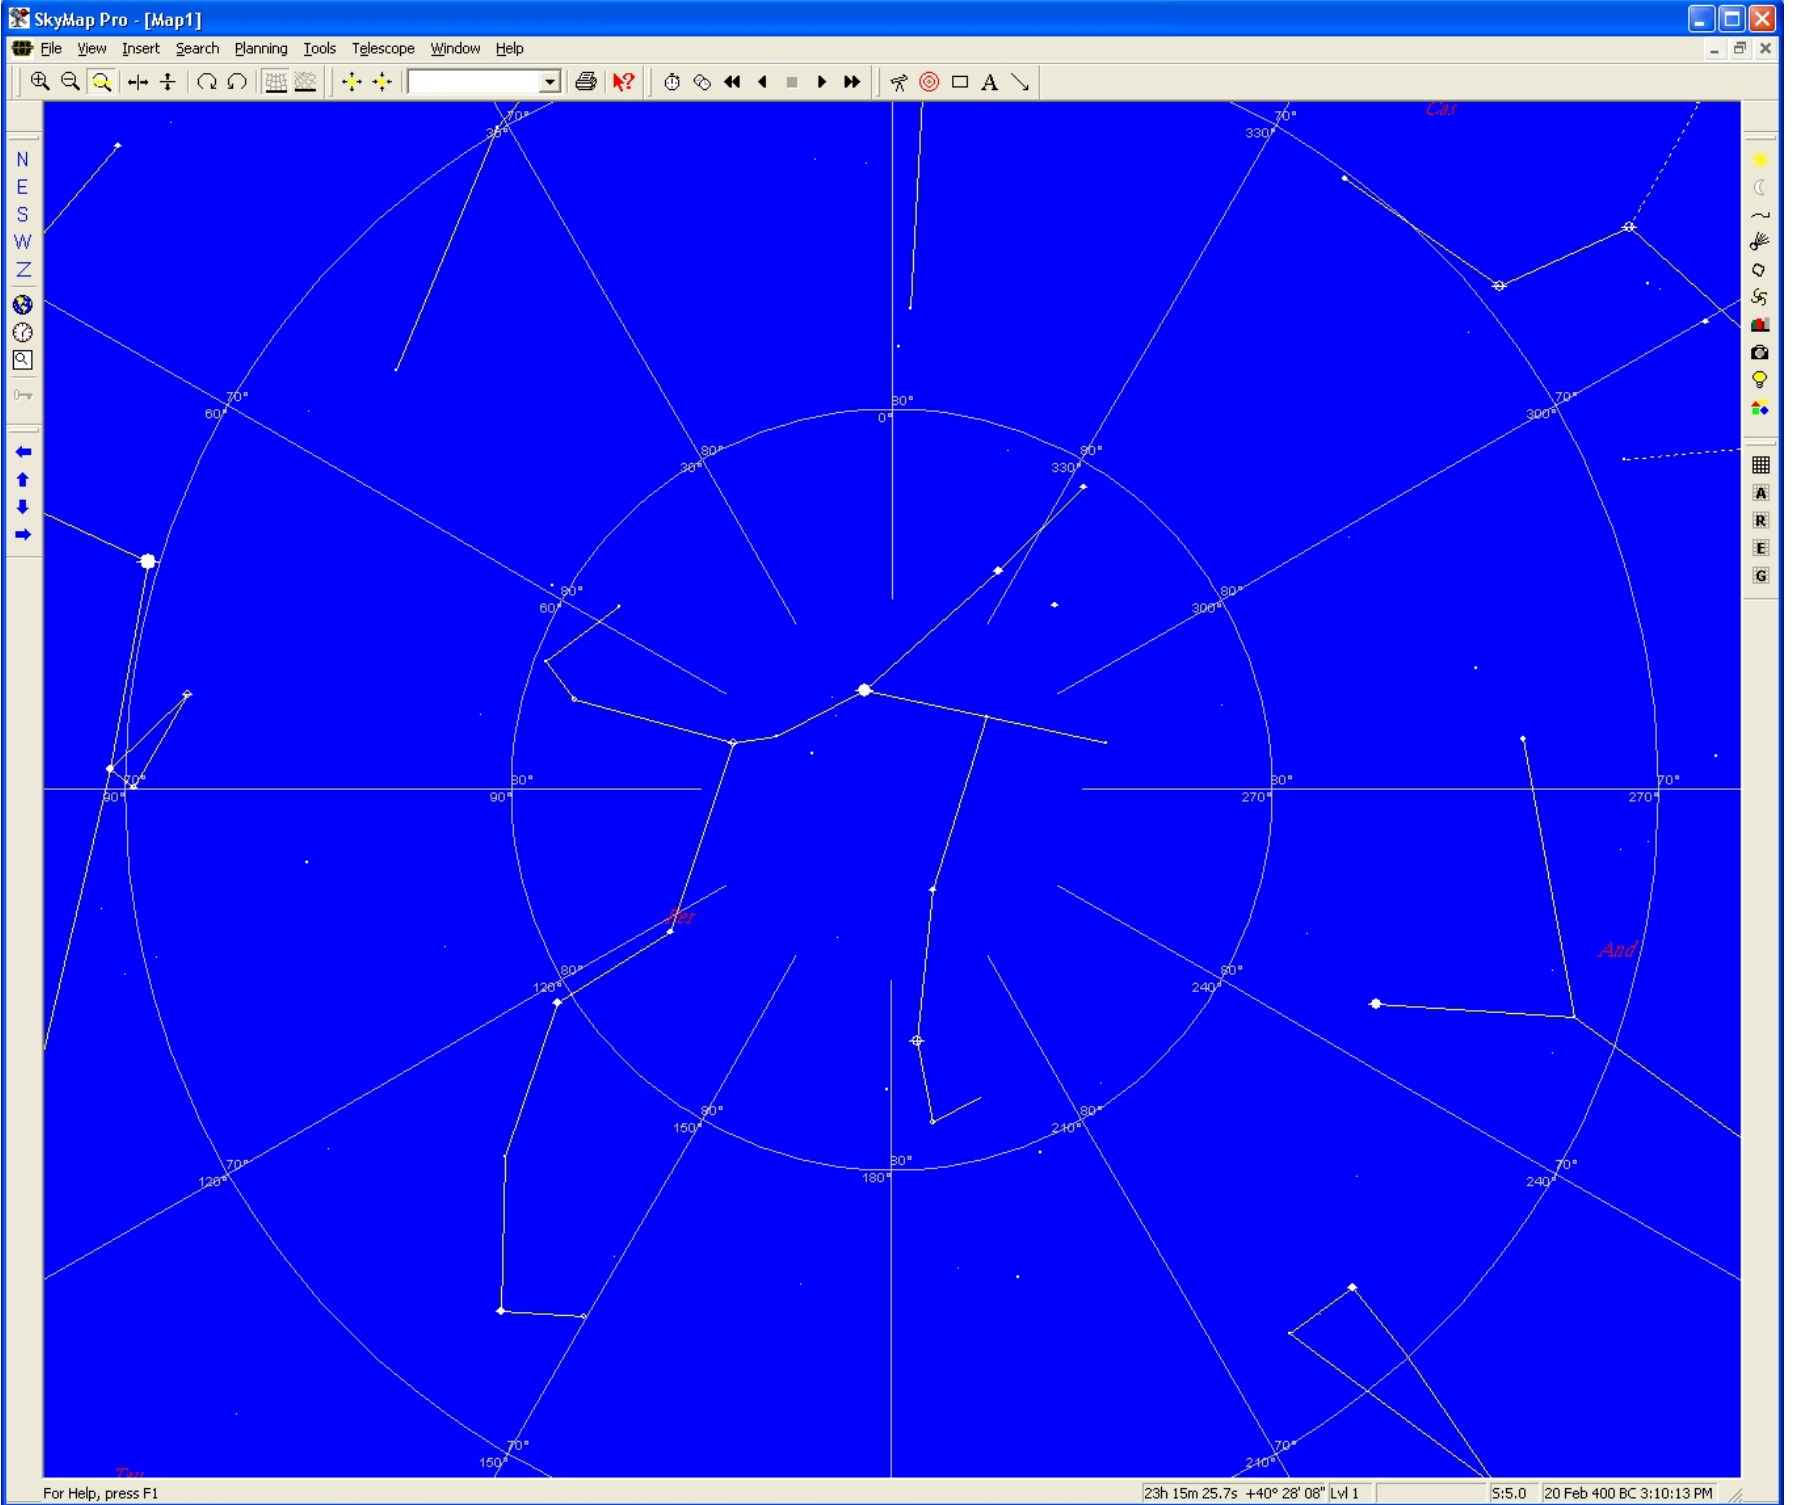 SkyMap Pro - [Map1]
File View Insert Search Planning Tools Telescope Window Help
A
N
E
S
W
Z
A
R
E
G
Cas
70°
30°
70°
330°
70°
60°
80°
0°
70°
300°
80°
30°
80°
330°
80°
60°
80°
300°
70°
90°
80°
90°
80°
270°
70°
270°
Per
And
80°
120°
80°
240°
80°
150°
80°
210°
70°
120°
80°
180°
70°
240°
70°
150°
70°
210°
Tau
For Help, press F1
23h 15m 25.7s +40° 28' 08" Lvl 1 S:5.0 20 Feb 400 BC 3:10:13 PM